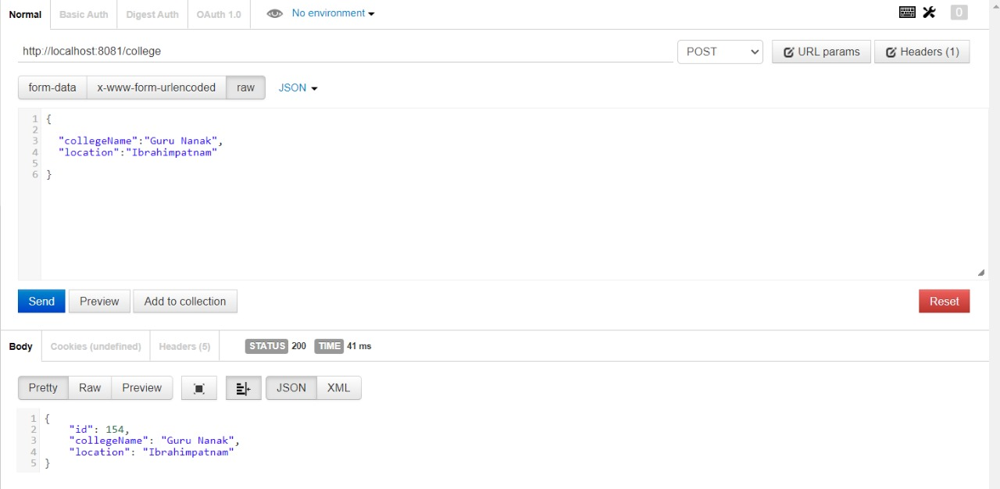 Normal Basic Auth Digest Auth OAuth 1.0 No environment 0
http://localhost:8081/college POST URL params Headers (1)
form-data x-www-form-urlencoded raw JSON
1 {
2
3 "collegeName":"Guru Nanak",
4 "location":"Ibrahimpatnam"
5
6 }
Send Preview Add to collection Reset
Body Cookies (undefined) Headers (5) STATUS 200 TIME 41 ms
Pretty Raw Preview JSON XML
1 {
2 "id": 154,
3 "collegeName": "Guru Nanak",
4 "location": "Ibrahimpatnam"
5 }